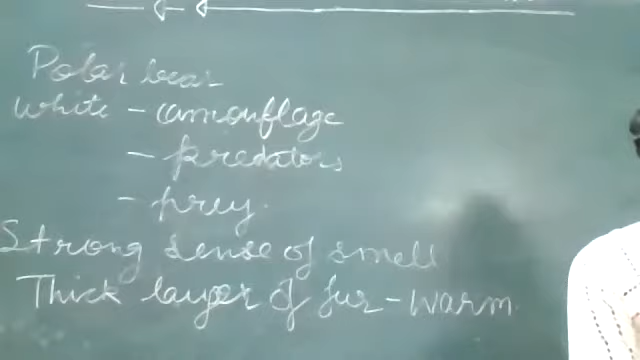 Polar bear
white - camouflage
- predators
- prey.
Strong sense of smell
Thick layer of fur - warm